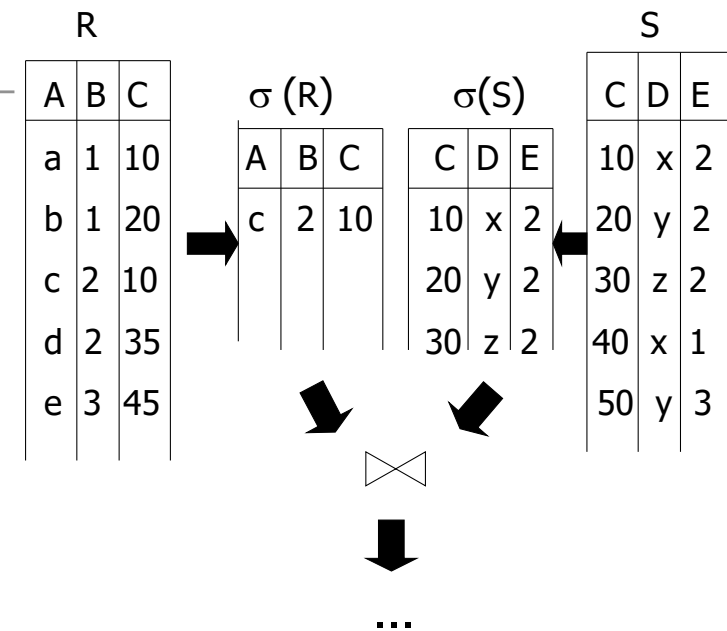 R
A B C
a 1 10
b 1 20
c 2 10
d 2 35
e 3 45
σ (R)
A B C
c 2 10
σ(S)
C D E
10 x 2
20 y 2
30 z 2
S
C D E
10 x 2
20 y 2
30 z 2
40 x 1
50 y 3
...